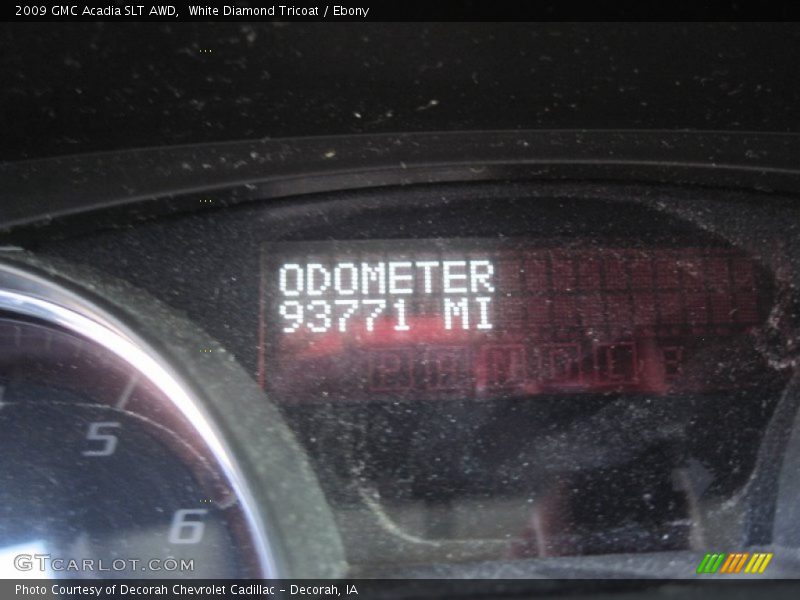 2009 GMC Acadia SLT AWD,  White Diamond Tricoat / Ebony
ODOMETER
93771 MI
5
6
GTCARLOT.COM
Photo Courtesy of Decorah Chevrolet Cadillac - Decorah, IA